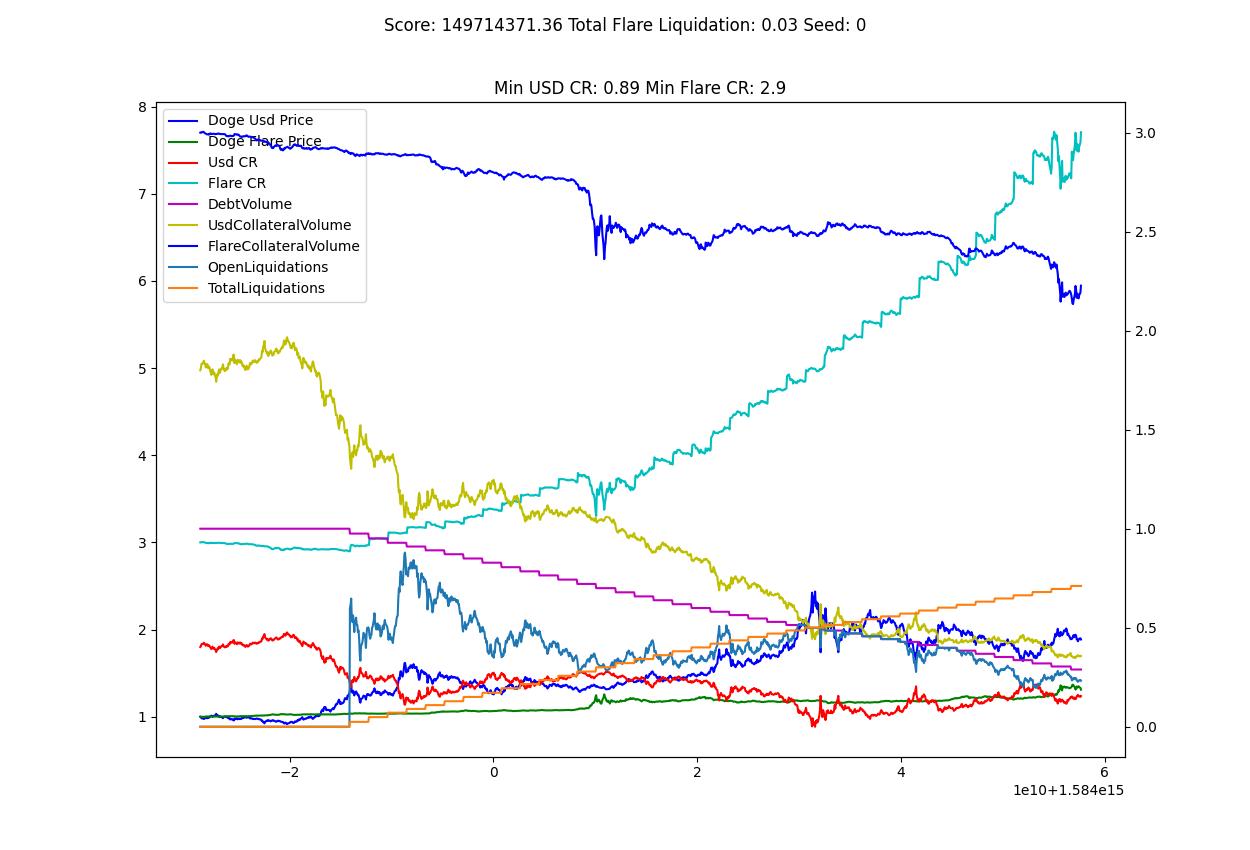 Score: 149714371.36 Total Flare Liquidation: 0.03 Seed: 0
Min USD CR: 0.89 Min Flare CR: 2.9
Doge Usd Price
Doge Flare Price
Usd CR
Flare CR
DebtVolume
UsdCollateralVolume
FlareCollateralVolume
OpenLiquidations
TotalLiquidations
8
7
6
5
4
3
2
1
3.0
2.5
2.0
1.5
1.0
0.5
0.0
−2
0
2
4
6
1e10+1.584e15